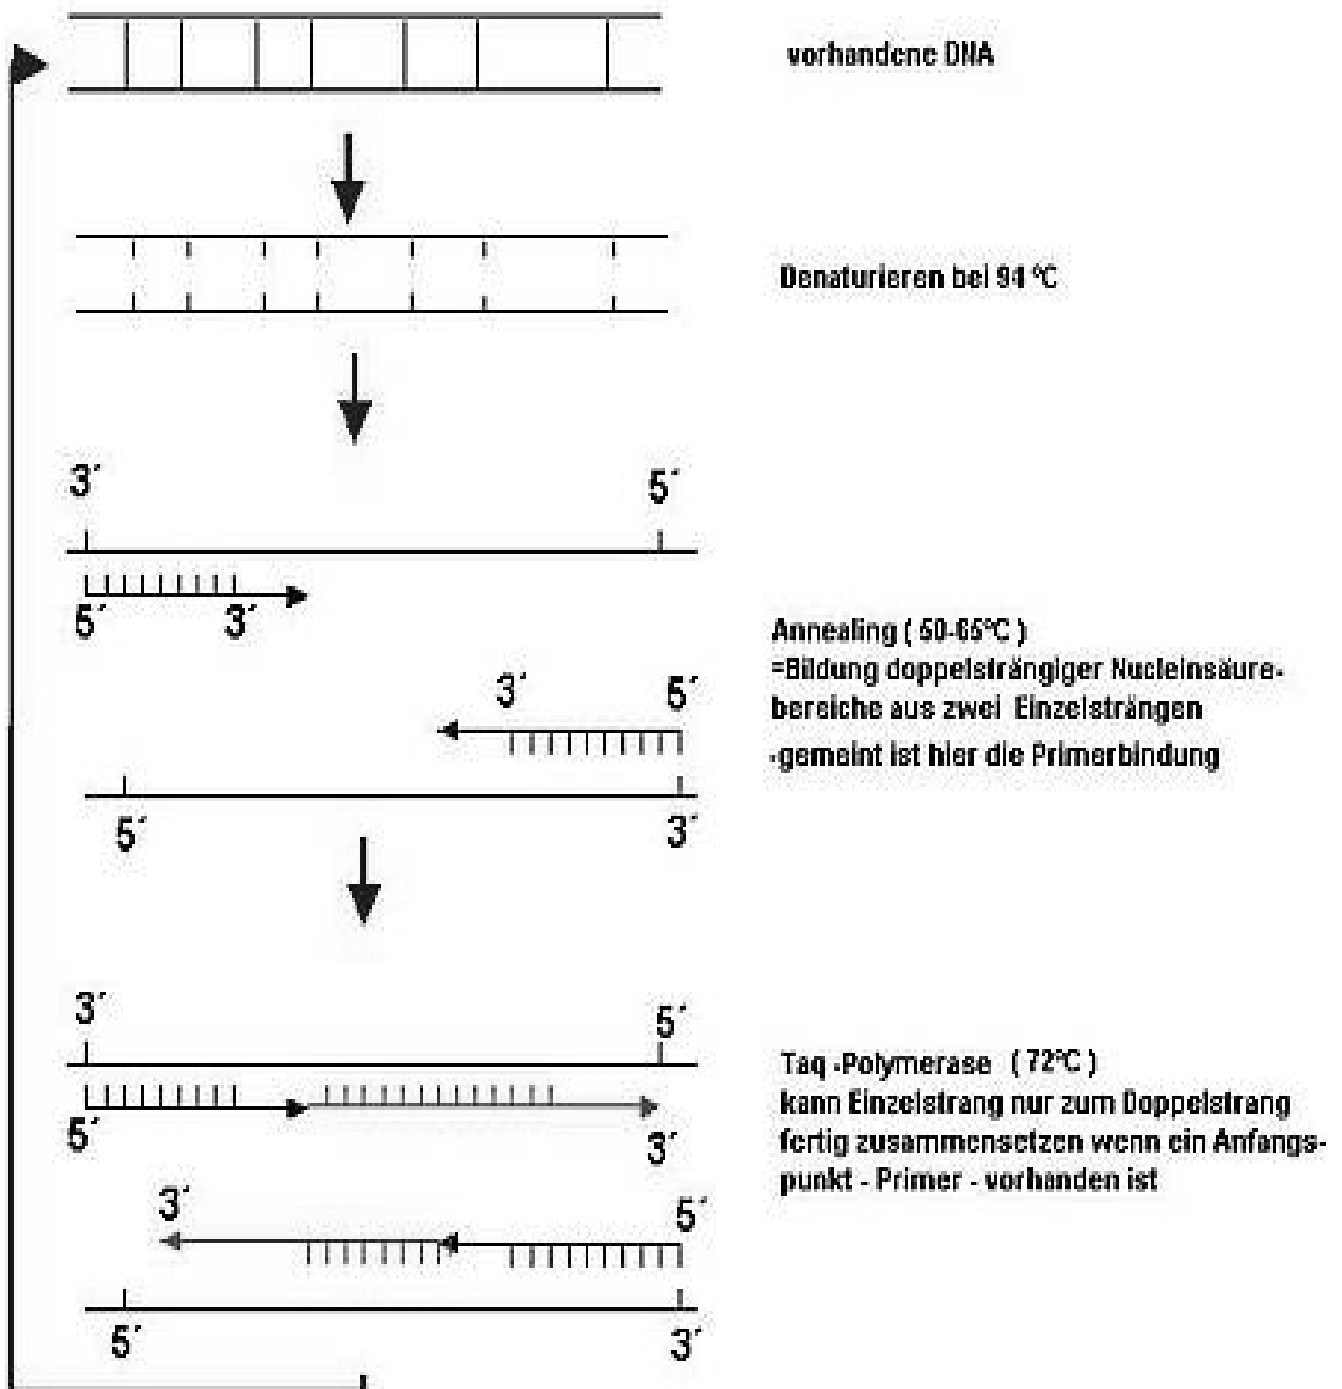 vorhandene DNA
Denaturieren bei 94 °C
3´ 5´
5´ 3´
Annealing ( 50-65°C )
=Bildung doppelsträngiger Nucleinsäure-
bereiche aus zwei Einzelsträngen
-gemeint ist hier die Primerbindung
3´ 5´
5´ 3´
3´ 5´
Taq -Polymerase ( 72°C )
kann Einzelstrang nur zum Doppelstrang
fertig zusammensetzen wenn ein Anfangs-
punkt - Primer - vorhanden ist
5´ 3´
3´ 5´
5´ 3´